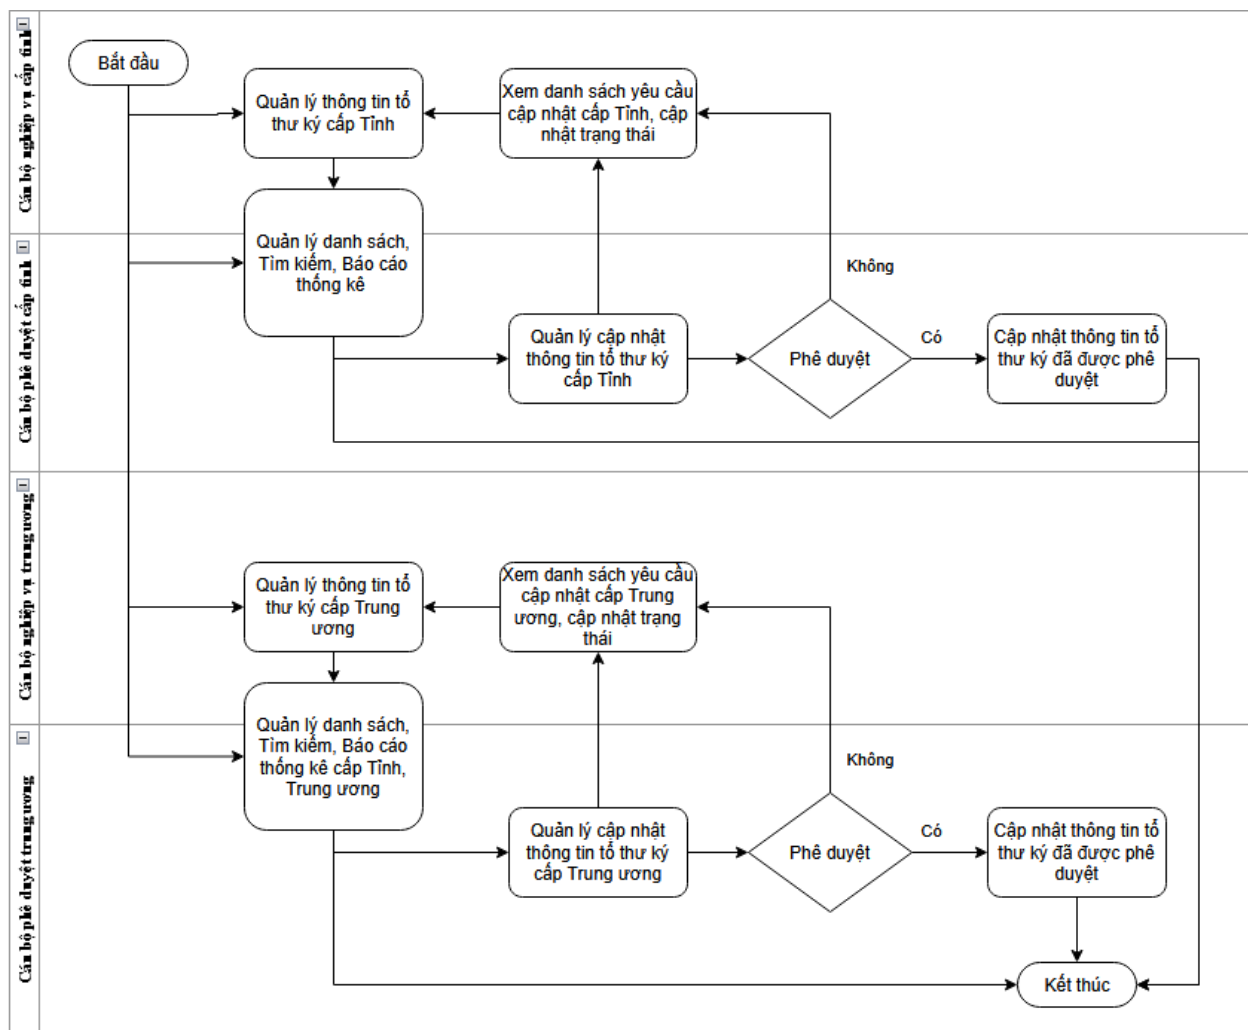 Cán bộ nghiệp vụ cấp tỉnh
Bắt đầu
Quản lý thông tin tổ
thư ký cấp Tỉnh
Xem danh sách yêu cầu
cập nhật cấp Tỉnh, cập
nhật trạng thái
Cán bộ phê duyệt cấp tỉnh
Quản lý danh sách,
Tìm kiếm, Báo cáo
thống kê
Không
Quản lý cập nhật
thông tin tổ thư ký
cấp Tỉnh
Phê duyệt
Có
Cập nhật thông tin tổ
thư ký đã được phê
duyệt
Cán bộ nghiệp vụ trung ương
Quản lý thông tin tổ
thư ký cấp Trung
ương
Xem danh sách yêu cầu
cập nhật cấp Trung
ương, cập nhật trạng
thái
Cán bộ phê duyệt trung ương
Quản lý danh sách,
Tìm kiếm, Báo cáo
thống kê cấp Tỉnh,
Trung ương
Không
Quản lý cập nhật
thông tin tổ thư ký
cấp Trung ương
Phê duyệt
Có
Cập nhật thông tin tổ
thư ký đã được phê
duyệt
Kết thúc